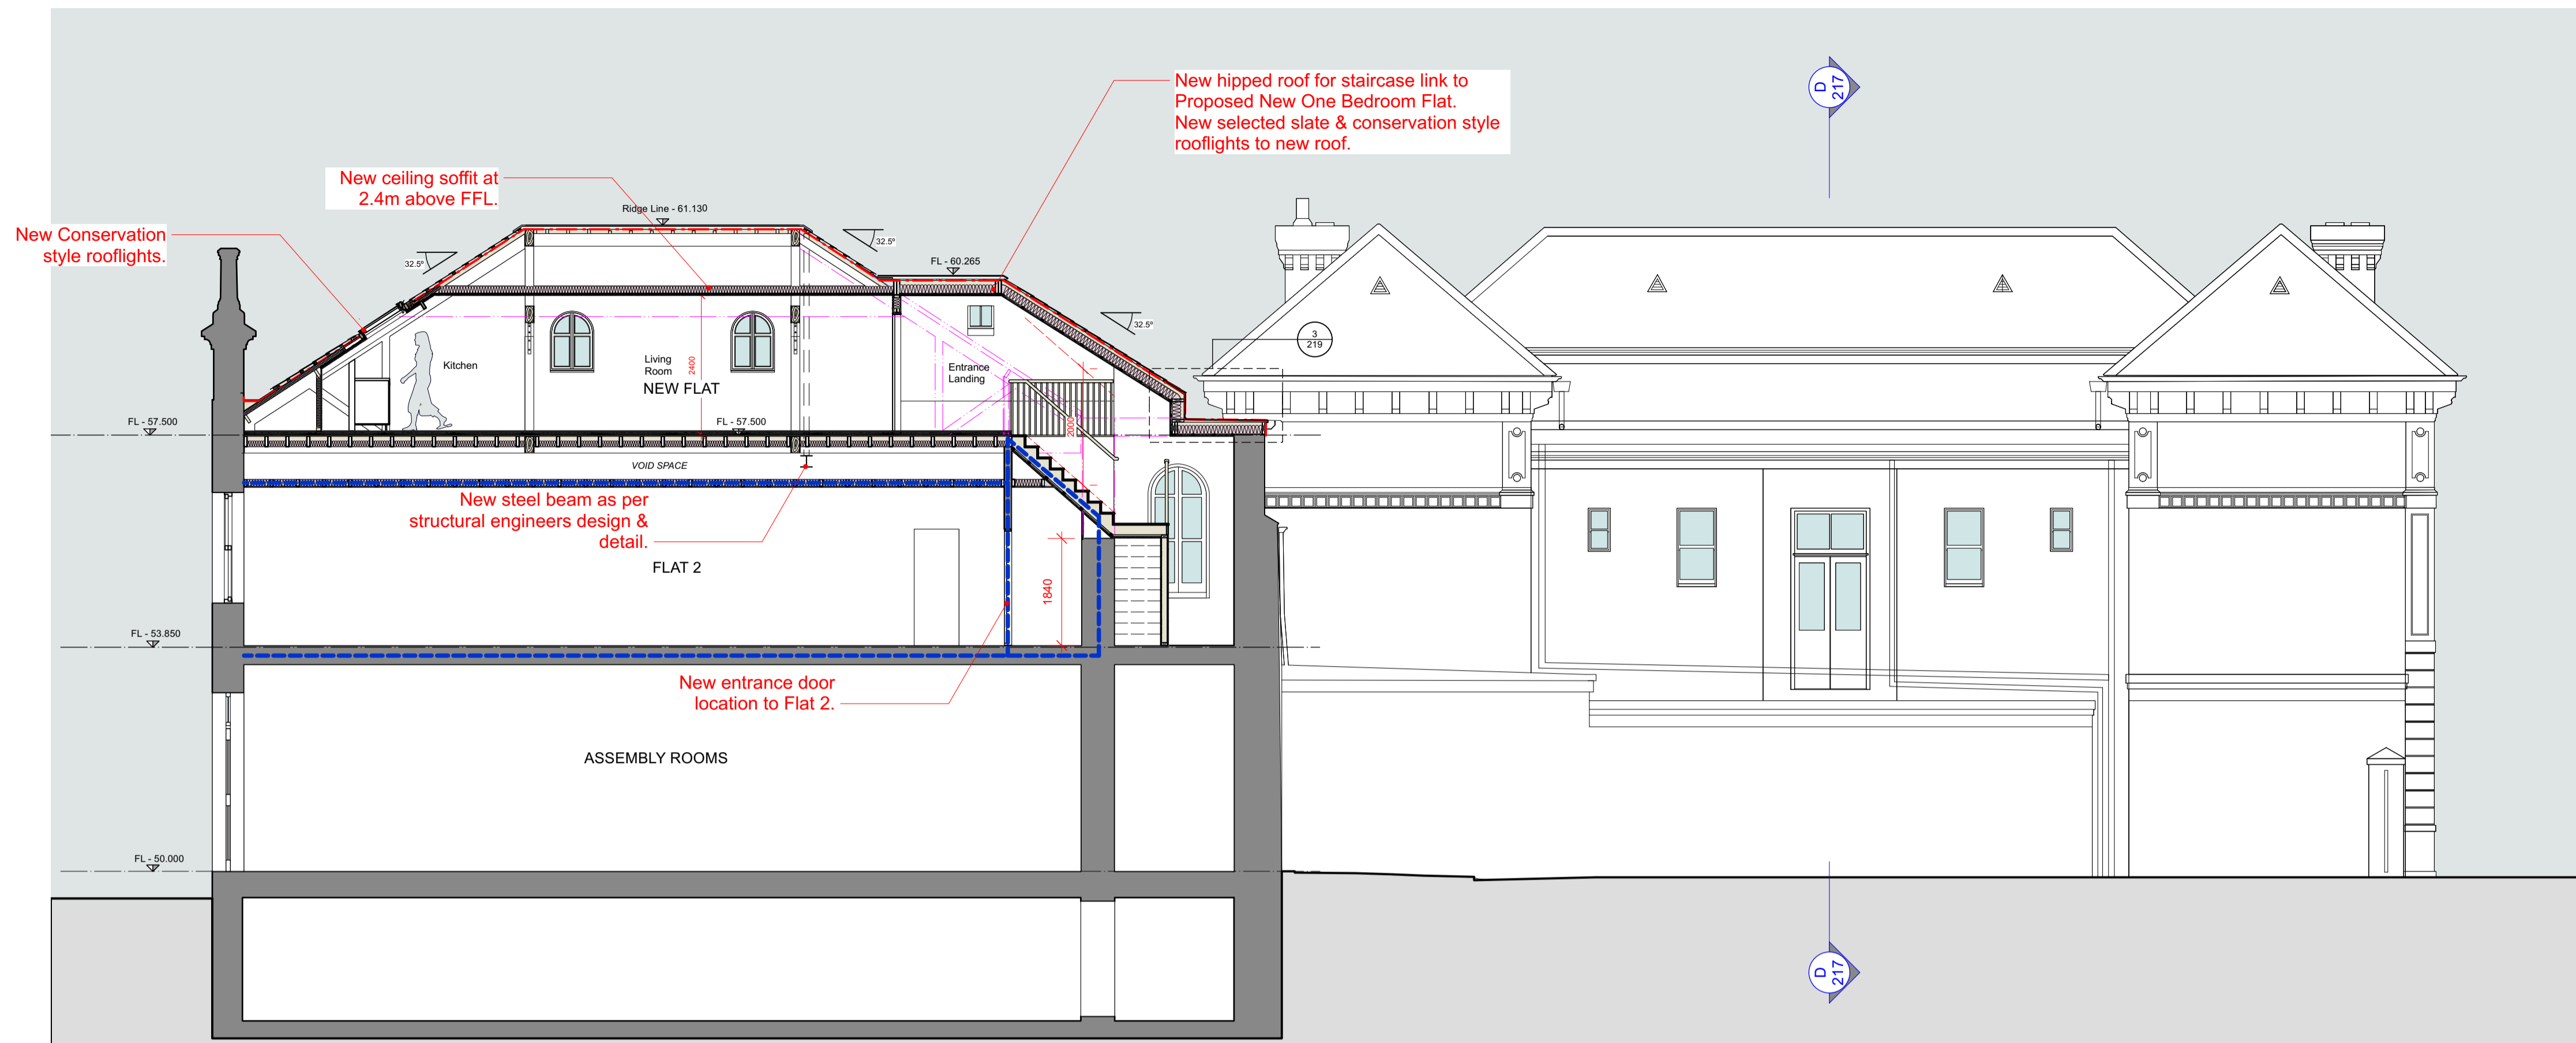 New hipped roof for staircase link to
Proposed New One Bedroom Flat.
New selected slate & conservation style
rooflights to new roof.
D
217
New ceiling soffit at
2.4m above FFL.
New Conservation
style rooflights.
Ridge Line - 61.130
32.5°
32.5°
FL - 60.265
32.5°
3
219
Kitchen
Living
Room
2400
NEW FLAT
Entrance
Landing
FL - 57.500
FL - 57.500
2000
VOID SPACE
New steel beam as per
structural engineers design &
detail.
FLAT 2
1840
FL - 53.850
New entrance door
location to Flat 2.
ASSEMBLY ROOMS
FL - 50.000
D
217